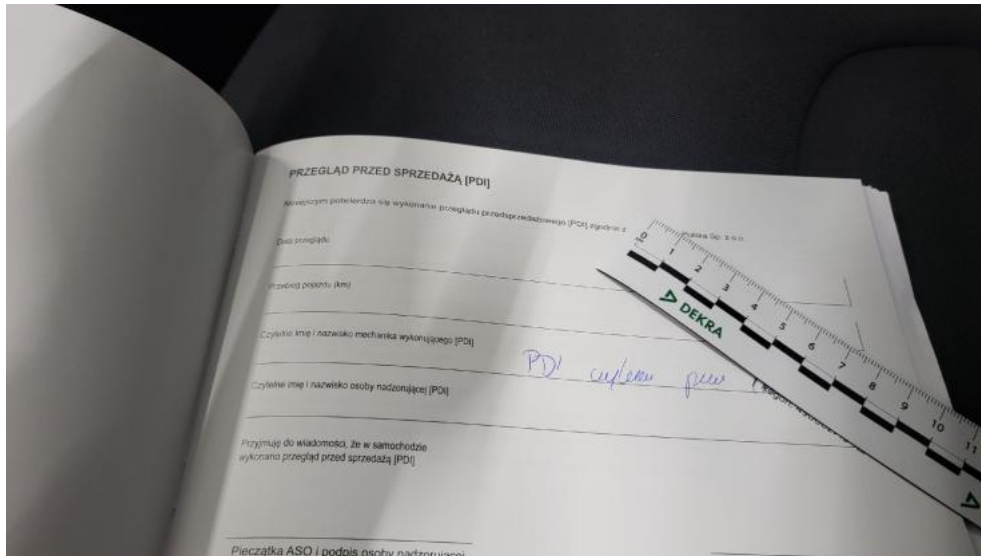 PRZEGLĄD PRZED SPRZEDAŻĄ [PDI]
Niniejszym potwierdza się wykonanie przeglądu przedsprzedażowego [PDI] zgodnie z Sp. z o.o.
Data przeglądu
Przebieg pojazdu (km)
Czytelne imię i nazwisko mechanika wykonującego [PDI]
PDI
Czytelne imię i nazwisko osoby nadzorującej [PDI]
Przyjmuję do wiadomości, że w samochodzie
wykonano przegląd przed sprzedażą [PDI]
Pieczątka ASO i podpis osoby nadzorującej
0 1 2 3 4 5 6 7 8 9 10 11
DEKRA